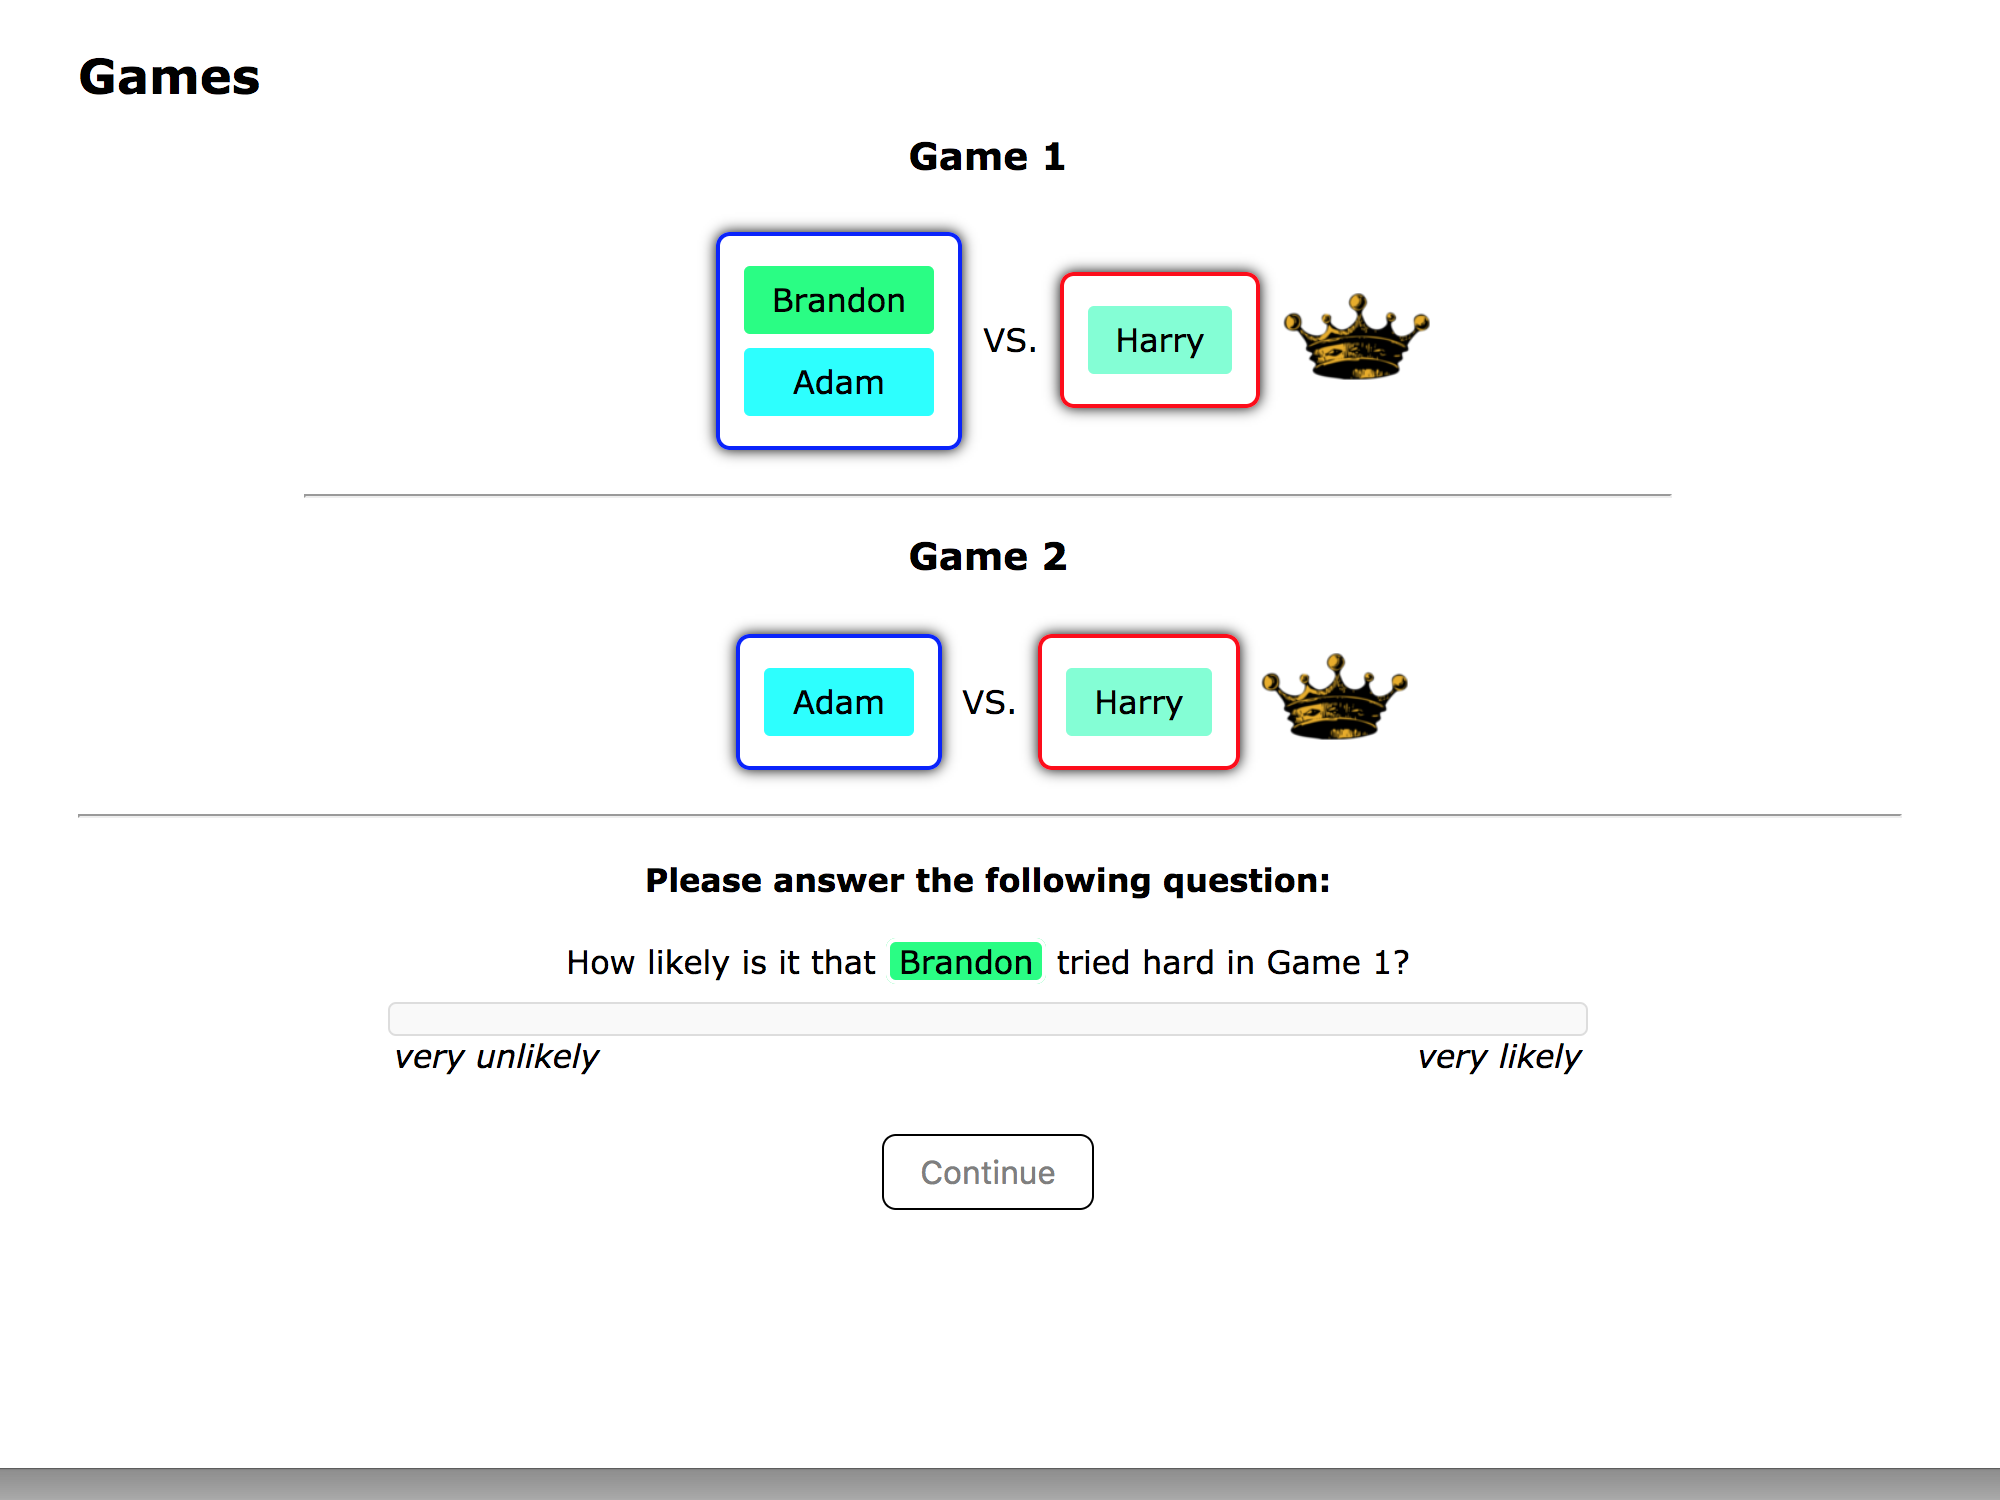 Games
Game 1
Brandon
Adam
VS.
Harry
Game 2
Adam
VS.
Harry
Please answer the following question:
How likely is it that Brandon tried hard in Game 1?
very unlikely
very likely
Continue